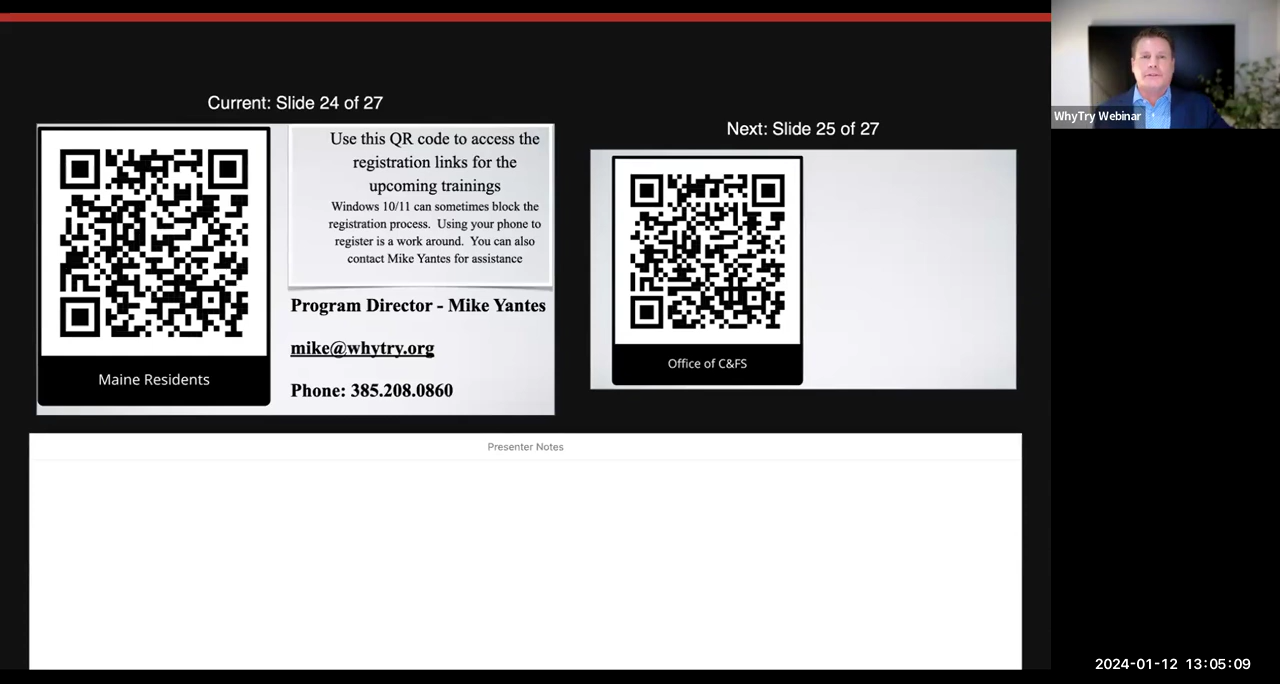 Current: Slide 24 of 27
Use this QR code to access the
registration links for the
upcoming trainings
Windows 10/11 can sometimes block the
registration process. Using your phone to
register is a work around. You can also
contact Mike Yantes for assistance
Program Director - Mike Yantes
mike@whytry.org
Phone: 385.208.0860
Maine Residents
Next: Slide 25 of 27
Office of C&FS
Presenter Notes
WhyTry Webinar
2024-01-12 13:05:09